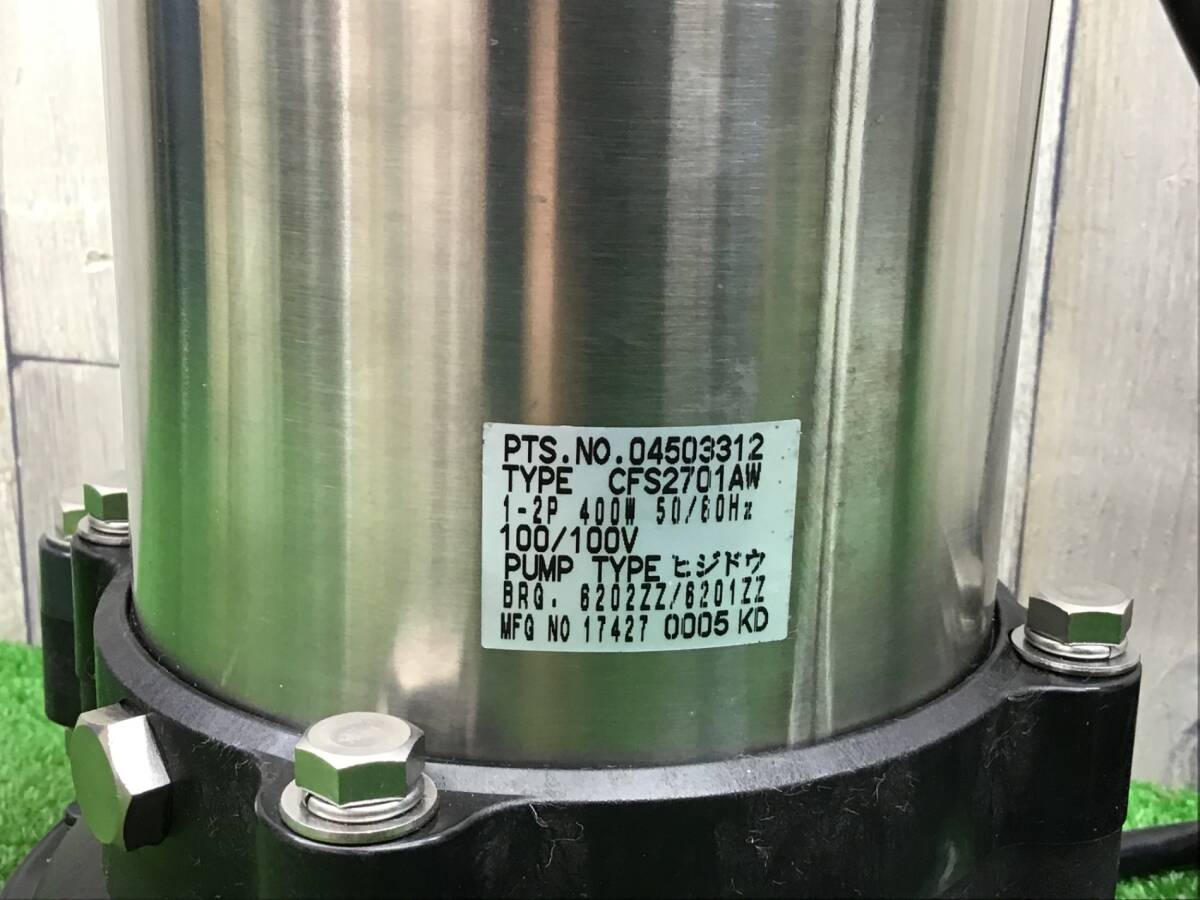 PTS.NO.04503312
TYPE CFS2701AW
1-2P 400W 50/60Hz
100/100V
PUMP TYPE ヒジドウ
BRG. 6202ZZ/6201ZZ
MFG NO 17427 0005 KD